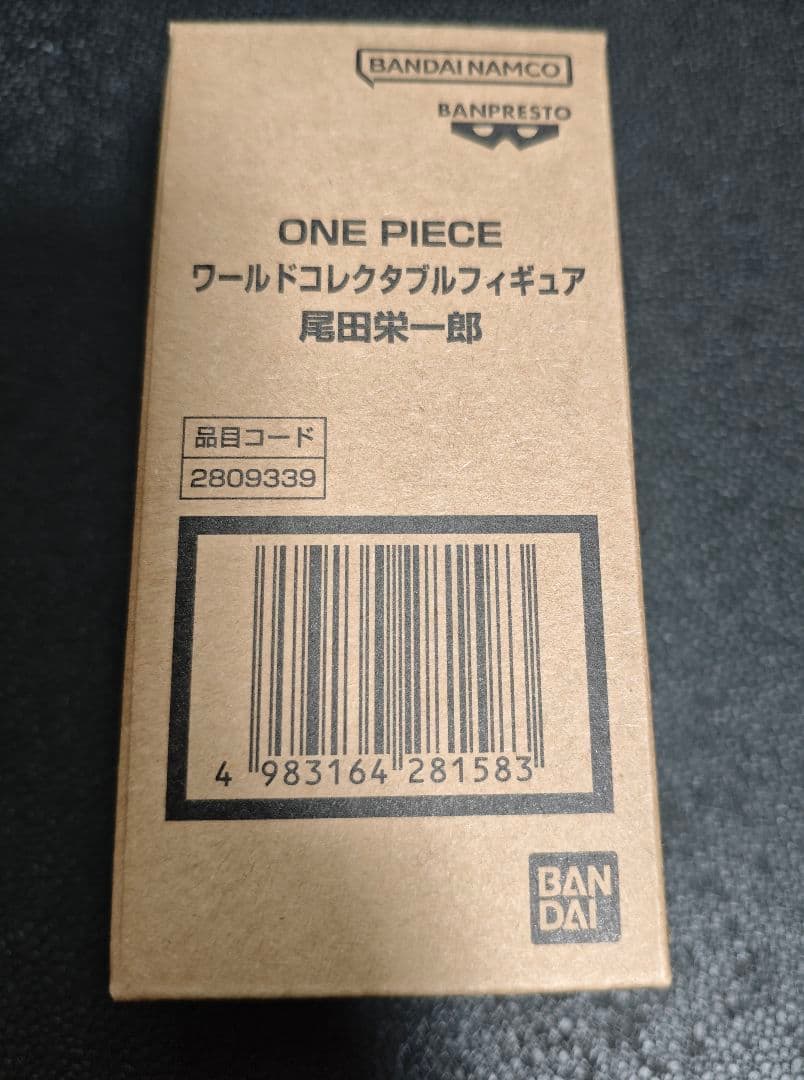 BANDAI NAMCO
BANPRESTO
ONE PIECE
ワールドコレクタブルフィギュア
尾田栄一郎
品目コード
2809339
4 983164 281583
BAN
DAI